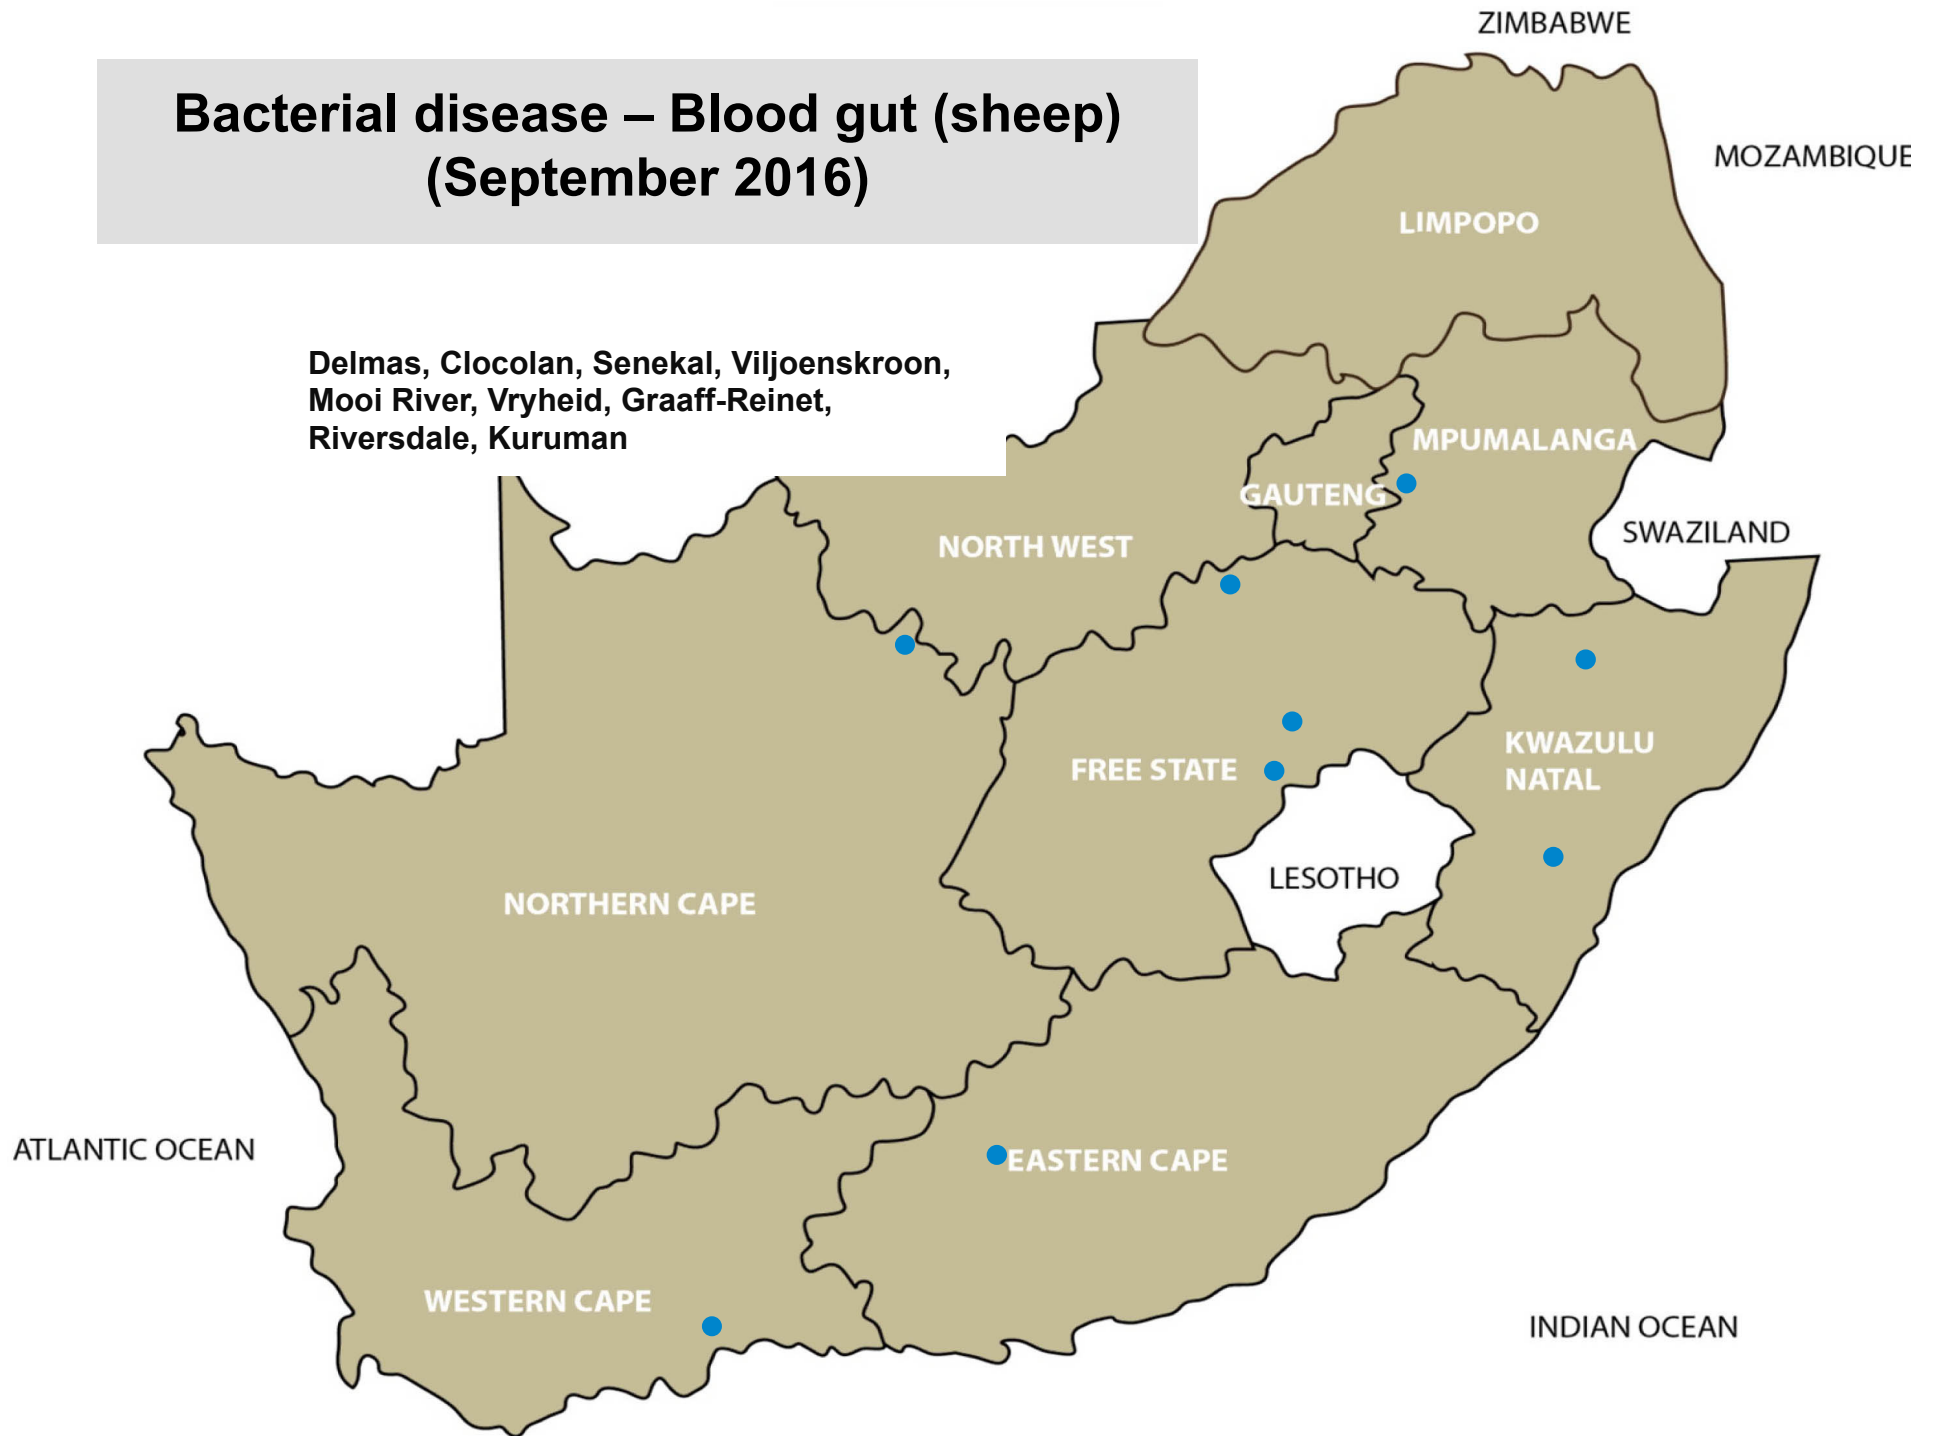 ZIMBABWE
Bacterial disease – Blood gut (sheep)
(September 2016)
MOZAMBIQUE
LIMPOPO
Delmas, Clocolan, Senekal, Viljoenskroon,
Mooi River, Vryheid, Graaff-Reinet,
Riversdale, Kuruman
MPUMALANGA
GAUTENG
SWAZILAND
NORTH WEST
KWAZULU
NATAL
FREE STATE
LESOTHO
NORTHERN CAPE
ATLANTIC OCEAN
EASTERN CAPE
WESTERN CAPE
INDIAN OCEAN